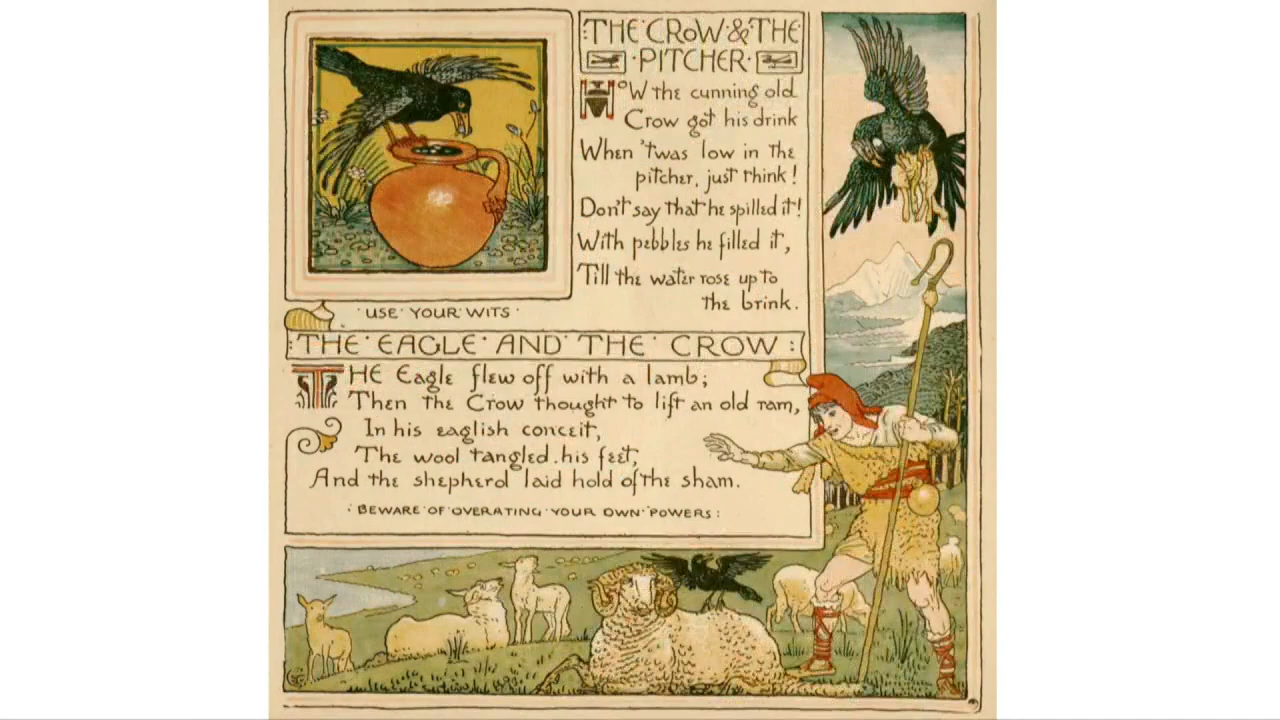 THE CROW & THE
PITCHER
HOW the cunning old
Crow got his drink
When 'twas low in the
pitcher, just think!
Don't say that he spilled it!
With pebbles he filled it,
Till the water rose up to
the brink.
USE YOUR WITS
THE EAGLE AND THE CROW
THE Eagle flew off with a lamb;
Then the Crow thought to lift an old ram,
In his eaglish conceit,
The wool tangled his feet,
And the shepherd laid hold of the sham.
BEWARE OF OVERATING YOUR OWN POWERS